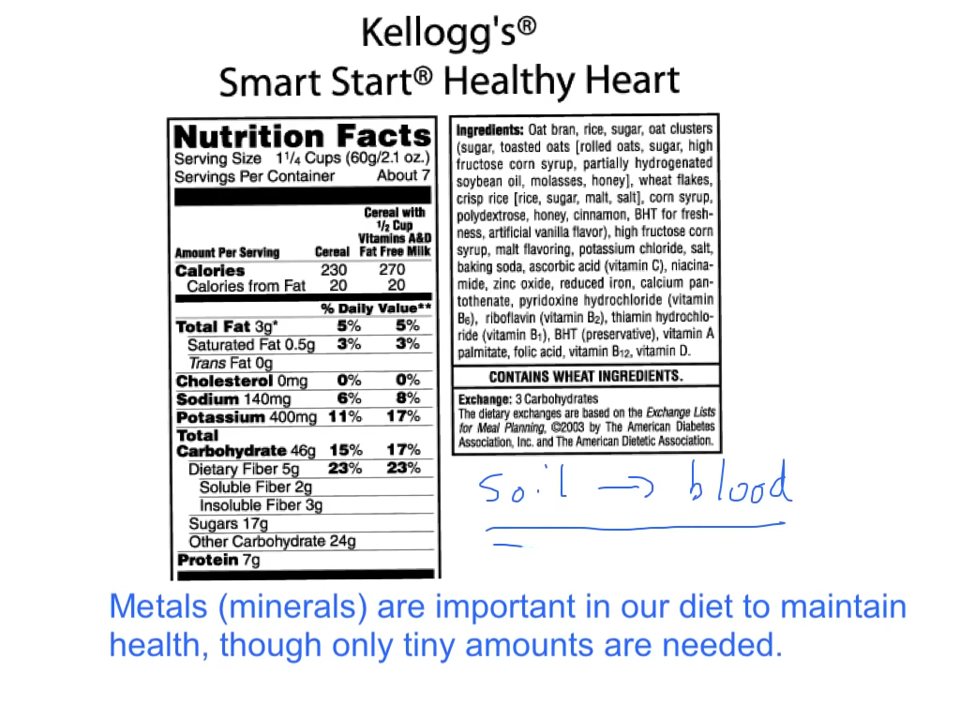 Kellogg's®
Smart Start® Healthy Heart
Nutrition Facts
Serving Size 1 1/4 Cups (60g/2.1 oz.)
Servings Per Container About 7
Cereal with
1/2 Cup
Vitamins A&D
Amount Per Serving Cereal Fat Free Milk
Calories 230 270
Calories from Fat 20 20
% Daily Value**
Total Fat 3g* 5% 5%
Saturated Fat 0.5g 3% 3%
Trans Fat 0g
Cholesterol 0mg 0% 0%
Sodium 140mg 6% 8%
Potassium 400mg 11% 17%
Total
Carbohydrate 46g 15% 17%
Dietary Fiber 5g 23% 23%
Soluble Fiber 2g
Insoluble Fiber 3g
Sugars 17g
Other Carbohydrate 24g
Protein 7g
Ingredients: Oat bran, rice, sugar, oat clusters
(sugar, toasted oats [rolled oats, sugar, high
fructose corn syrup, partially hydrogenated
soybean oil, molasses, honey], wheat flakes,
crisp rice [rice, sugar, malt, salt], corn syrup,
polydextrose, honey, cinnamon, BHT for fresh-
ness, artificial vanilla flavor), high fructose corn
syrup, malt flavoring, potassium chloride, salt,
baking soda, ascorbic acid (vitamin C), niacina-
mide, zinc oxide, reduced iron, calcium pan-
tothenate, pyridoxine hydrochloride (vitamin
B6), riboflavin (vitamin B2), thiamin hydrochlo-
ride (vitamin B1), BHT (preservative), vitamin A
palmitate, folic acid, vitamin B12, vitamin D.
CONTAINS WHEAT INGREDIENTS.
Exchange: 3 Carbohydrates
The dietary exchanges are based on the Exchange Lists
for Meal Planning, ©2003 by The American Diabetes
Association, Inc. and The American Dietetic Association.
soil → blood
Metals (minerals) are important in our diet to maintain
health, though only tiny amounts are needed.